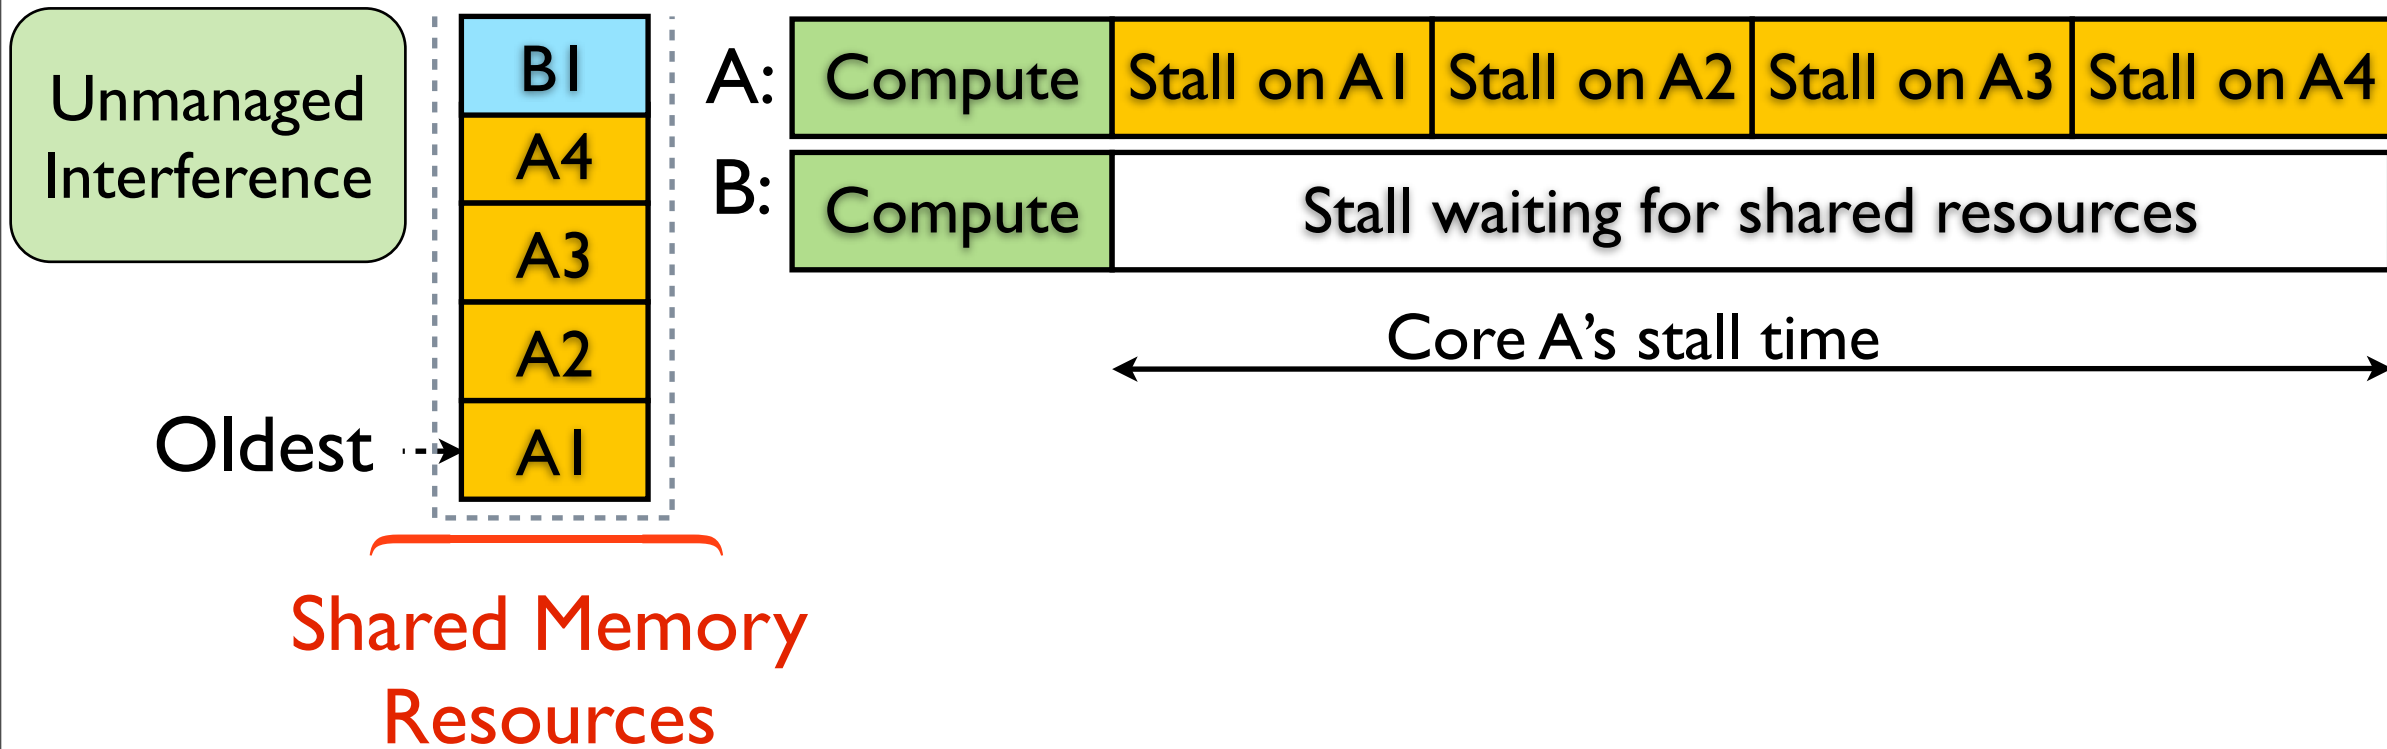 Unmanaged
Interference
B1
A4
A3
A2
A1
Oldest
Shared Memory
Resources
A: Compute Stall on A1 Stall on A2 Stall on A3 Stall on A4
B: Compute Stall waiting for shared resources
Core A’s stall time